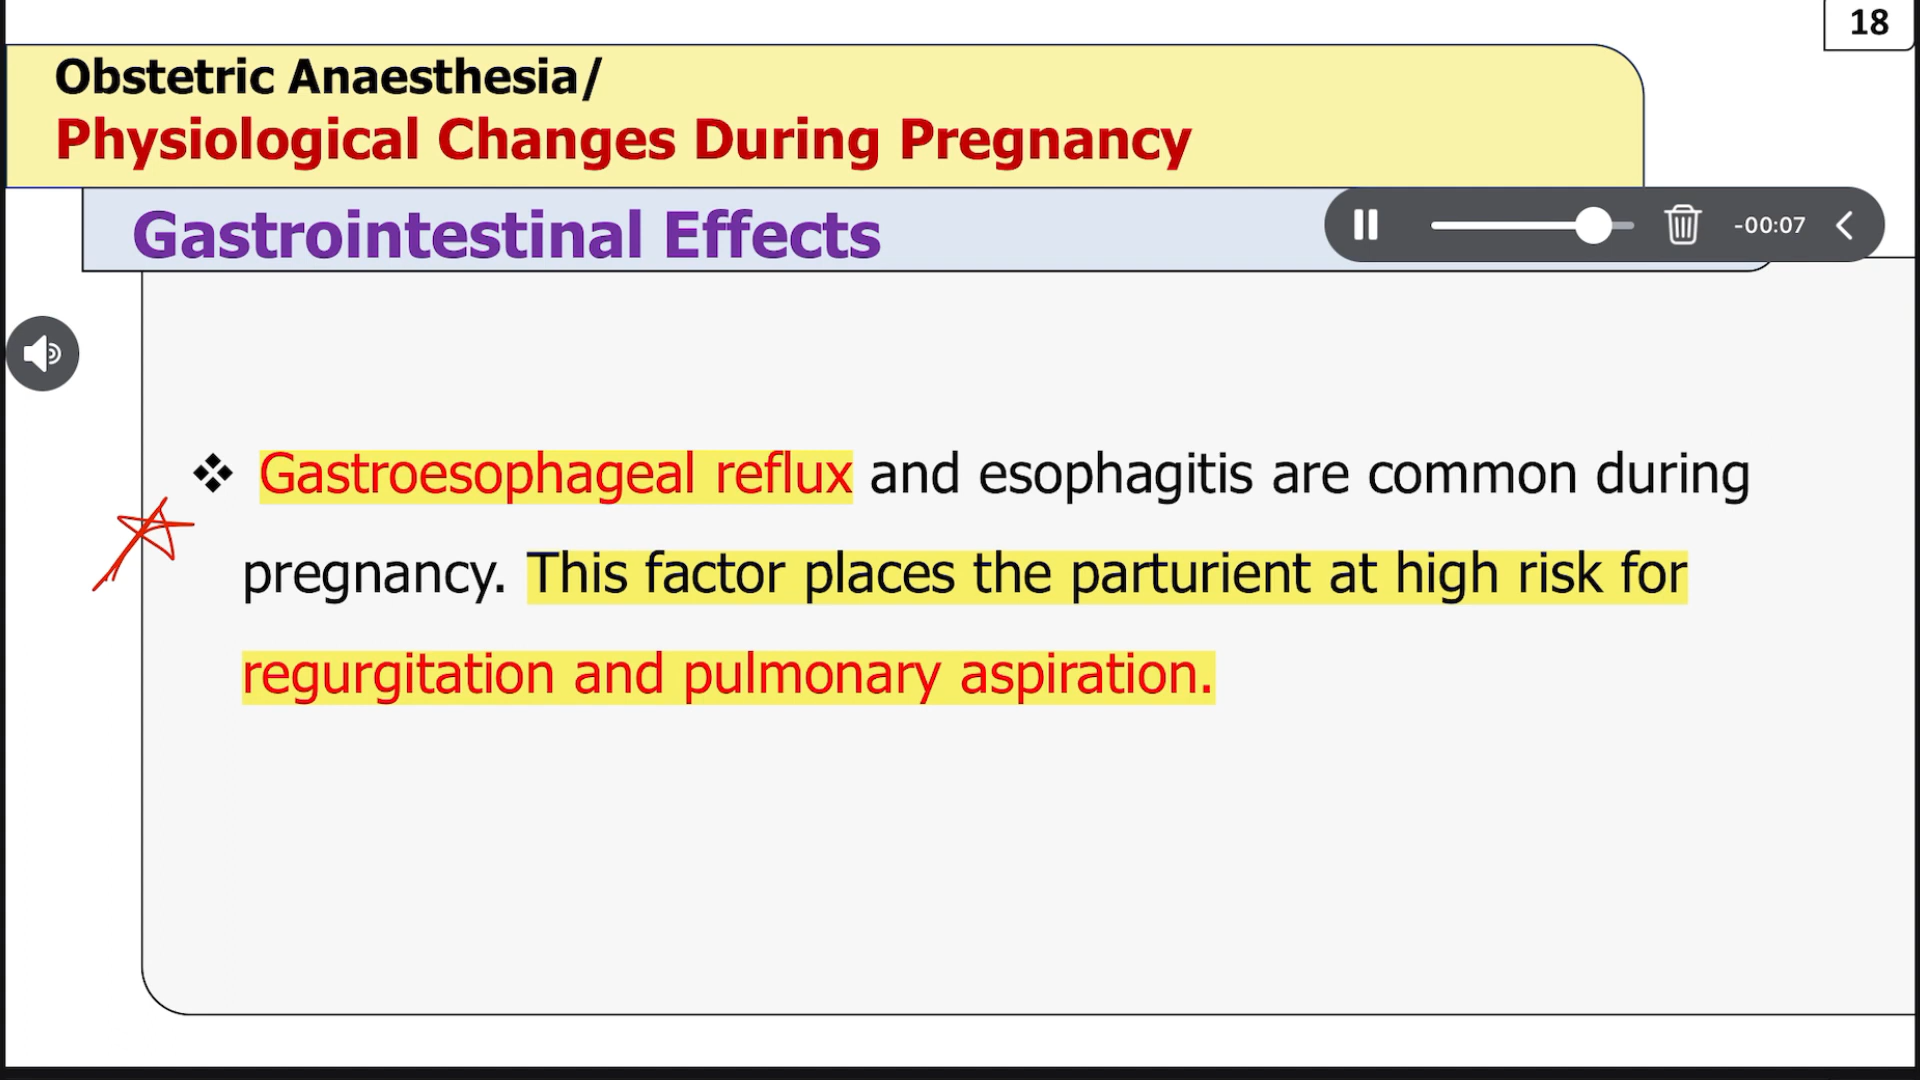 18
Obstetric Anaesthesia/
Physiological Changes During Pregnancy
Gastrointestinal Effects
-00:07
❖ Gastroesophageal reflux and esophagitis are common during
pregnancy. This factor places the parturient at high risk for
regurgitation and pulmonary aspiration.